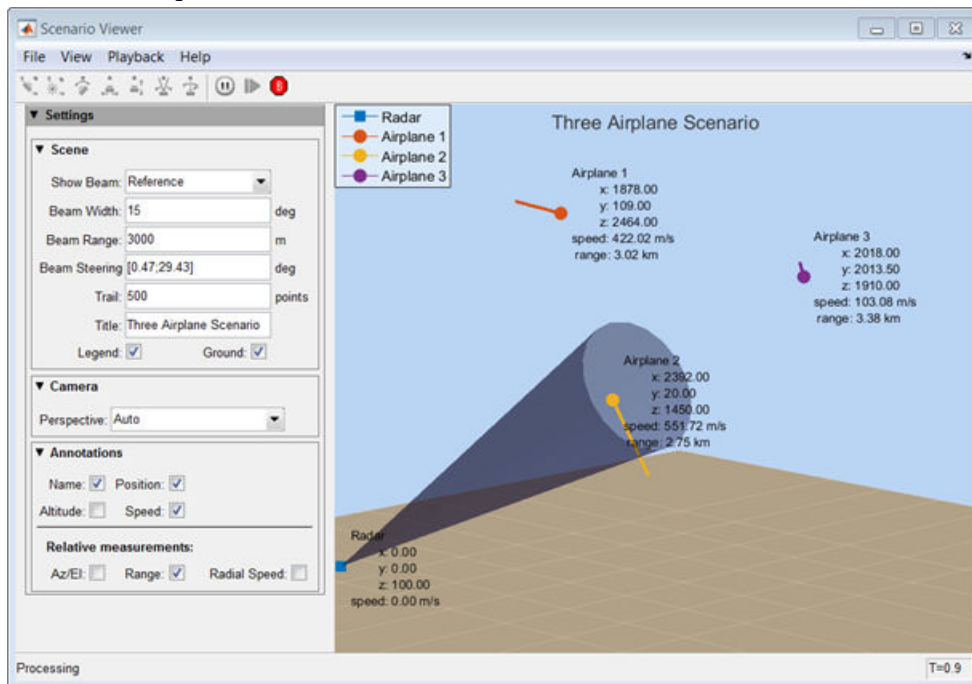 Scenario Viewer
File View Playback Help
Settings
Scene
Show Beam: Reference
Beam Width: 15 deg
Beam Range: 3000 m
Beam Steering [0.47;29.43] deg
Trail: 500 points
Title: Three Airplane Scenario
Legend: Ground:
Camera
Perspective: Auto
Annotations
Name: Position:
Altitude: Speed:
Relative measurements:
Az/El: Range: Radial Speed:
Radar
Airplane 1
Airplane 2
Airplane 3
Three Airplane Scenario
Airplane 1
x: 1878.00
y: 109.00
z: 2464.00
speed: 422.02 m/s
range: 3.02 km
Airplane 3
x: 2018.00
y: 2013.50
z: 1910.00
speed: 103.08 m/s
range: 3.38 km
Airplane 2
x: 2392.00
y: 20.00
z: 1450.00
speed: 551.72 m/s
range: 2.75 km
Radar
x: 0.00
y: 0.00
z: 100.00
speed: 0.00 m/s
Processing
T=0.9